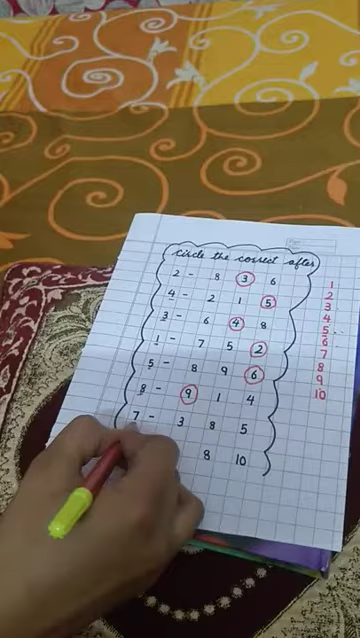 circle the correct after
2 - 8 3 6
4 - 2 1 5
3 - 6 4 8
1 - 7 5 2
5 - 8 9 6
8 - 9 1 4
7 - 3 8 5
8 10
1
2
3
4
5
6
7
8
9
10